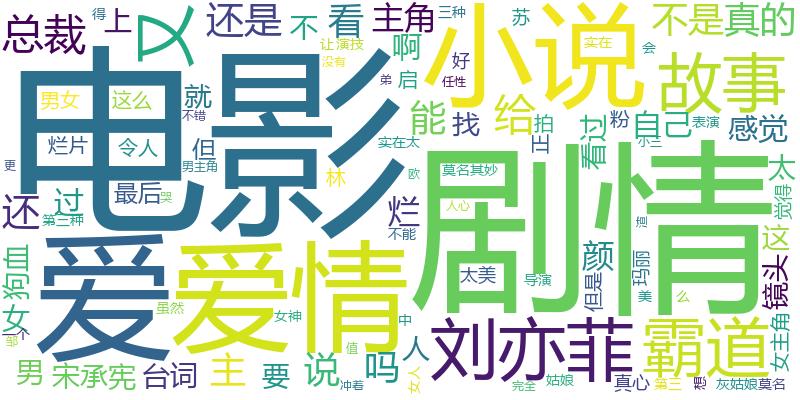 总裁
得
上
又
还是
不
看
主角
三种
苏
小说
不是
真的
让
演技
没有
啊
好
任性
实在
会
故事
电影
男女
这么
就
不错
启
弟
能
找
给
拍
粉
自己
表演
感觉
烂片
令人
但
男主角
实在太
正
看过
小三
更
还
第三种
过
最后
哭
林
欧
烂
不能
莫名其妙
人心
剧情
太
觉得
这
狗血
女
爱
爱情
虽然
太美
导演
颜
但是
玛丽
美
么
镜头
一个
邹
女神
中
值
刘亦菲
霸道
女主角
男
宋承宪
台词
主
要
说
冲着
吗
人
女人
姑娘
完全
真心
第三
想
灰姑娘
莫名